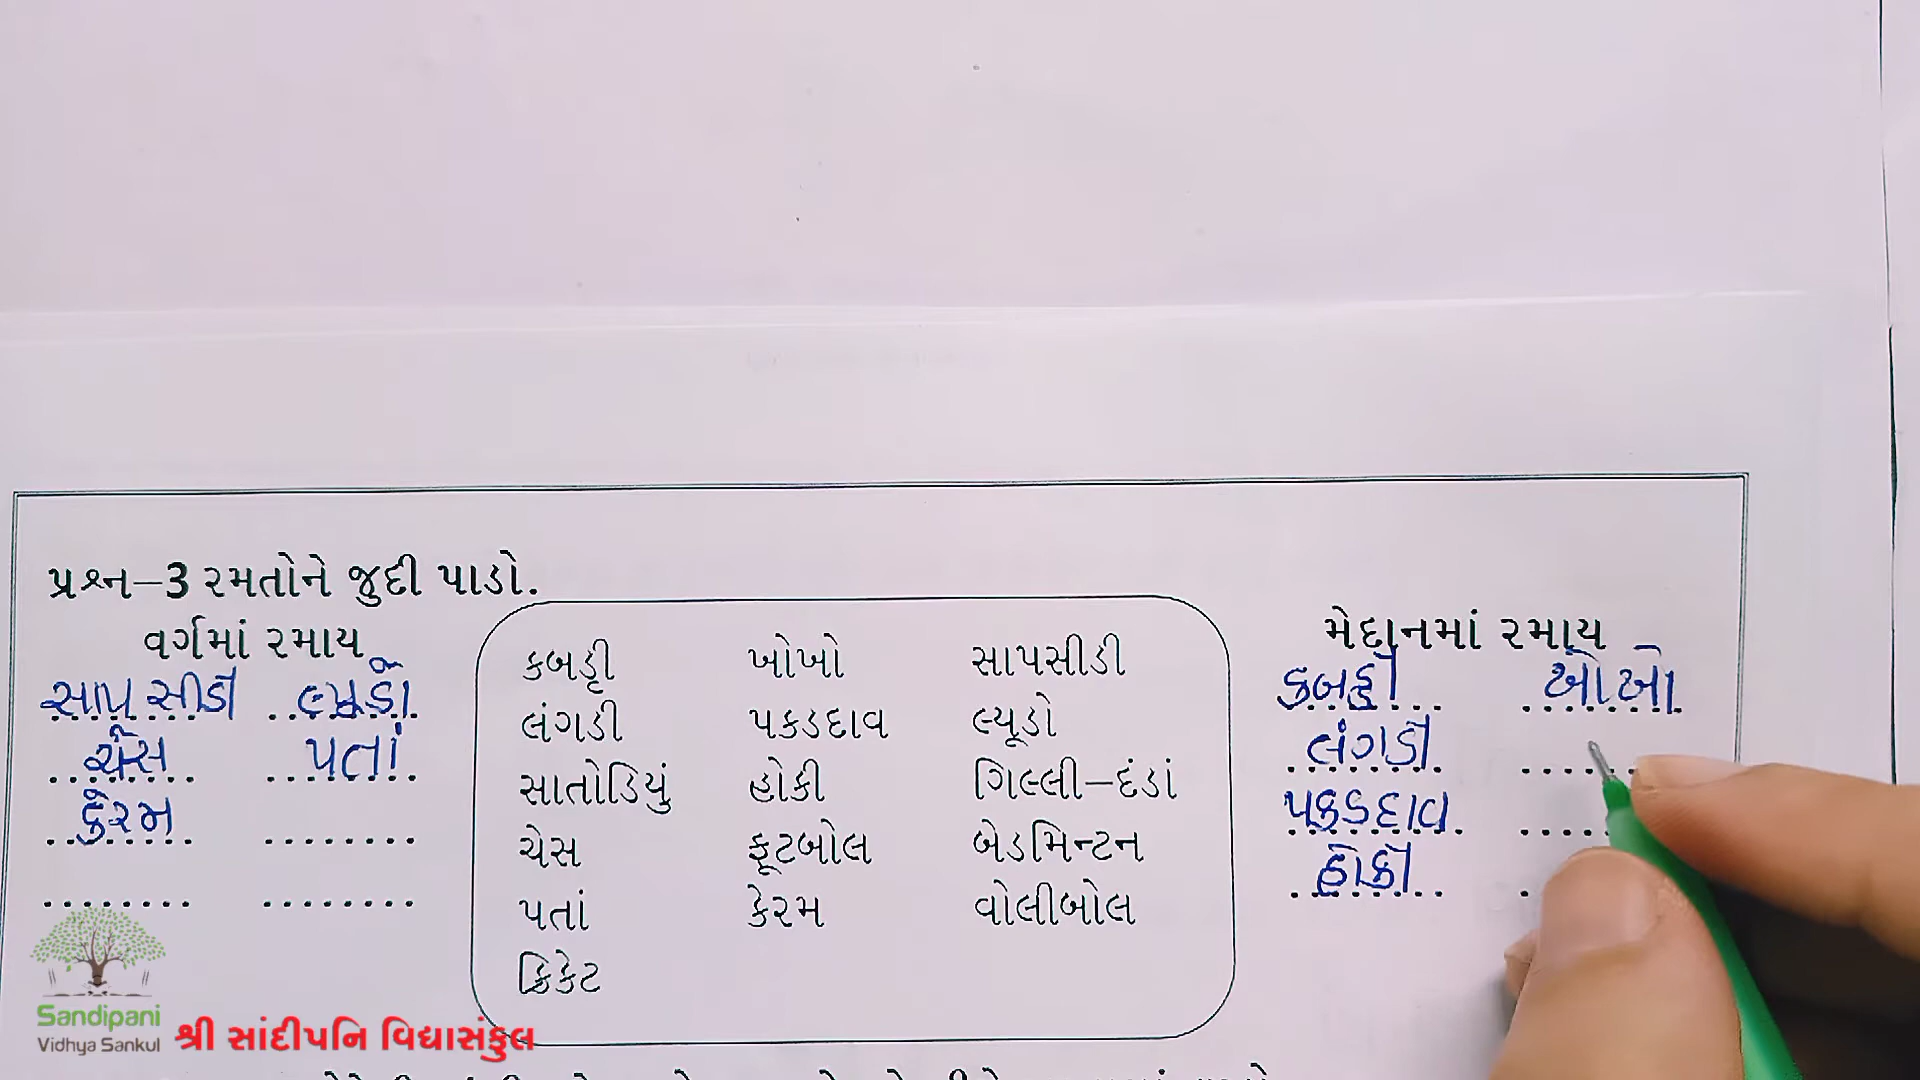 પ્રશ્ન–3 રમતોને જુદી પાડો.
વર્ગમાં રમાય
સાપ સીડી લ્યૂડો
ચેસ પતાં
કેરમ
કબડ્ડી ખોખો સાપસીડી
લંગડી પકડદાવ લ્યૂડો
સાતોડિયું હોકી ગિલ્લી–દંડાં
ચેસ ફૂટબોલ બેડમિન્ટન
પતાં કેરમ વોલીબોલ
ક્રિકેટ
મેદાનમાં રમાય
કબડ્ડી ખોખો
લંગડી
પકડદાવ
હોકી
Sandipani
Vidhya Sankul
શ્રી સાંદીપનિ વિદ્યાસંકુલ